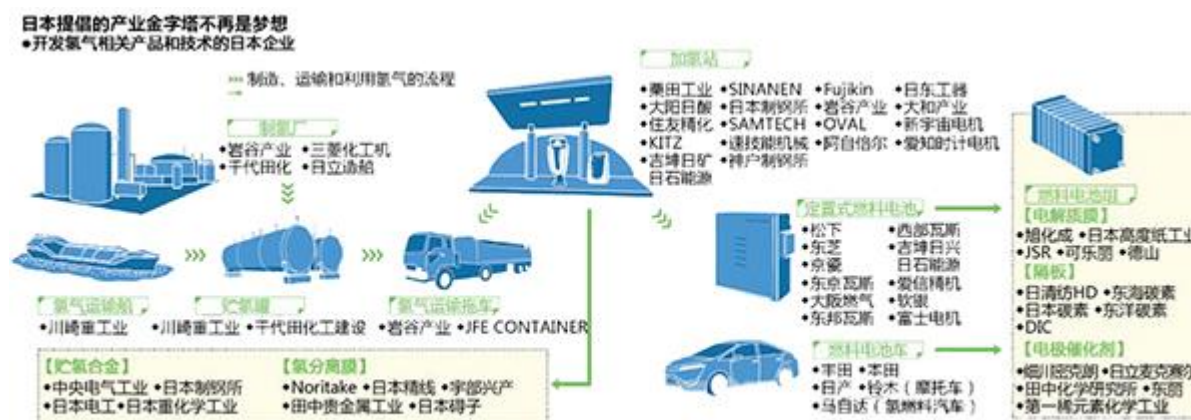 日本提倡的产业金字塔不再是梦想
•开发氢气相关产品和技术的日本企业
制造、运输和利用氢气的流程
制氢厂
•岩谷产业 •三菱化工机
•千代田化 •日立造船
加氢站
•栗田工业 •SINANEN •Fujikin •日东工器
•大阳日酸 •日本制钢所 •岩谷产业 •大和产业
•住友精化 •SAMTECH •OVAL •新宇宙电机
•KITZ •速技能机械 •阿自倍尔 •爱知时计电机
•吉坤日矿 •神户制钢所
日石能源
氢气运输船
•川崎重工业
贮氢罐
•川崎重工业 •千代田化工建设
氢气运输拖车
•岩谷产业 •JFE CONTAINER
【贮氢合金】
•中央电气工业 •日本制钢所
•日本电工 •日本重化学工业
【氢分离膜】
•Noritake •日本精线 •宇部兴产
•田中贵金属工业 •日本碍子
定置式燃料电池
•松下 •西部瓦斯
•东芝 •吉坤日兴
•京瓷 日石能源
•东京瓦斯 •爱信精机
•大阪燃气 •软银
•东邦瓦斯 •富士电机
燃料电池车
•丰田 •本田
•日产 •铃木（摩托车）
•马自达（氢燃料汽车）
燃料电池组
【电解质膜】
•旭化成 •日本高度纸工业
•JSR •可乐丽 •德山
【隔板】
•日清纺HD •东海碳素
•日本碳素 •东洋碳素
•DIC
【电极催化剂】
•细川密克朗 •日立麦克赛尔
•田中化学研究所 •东丽
•第一稀元素化学工业